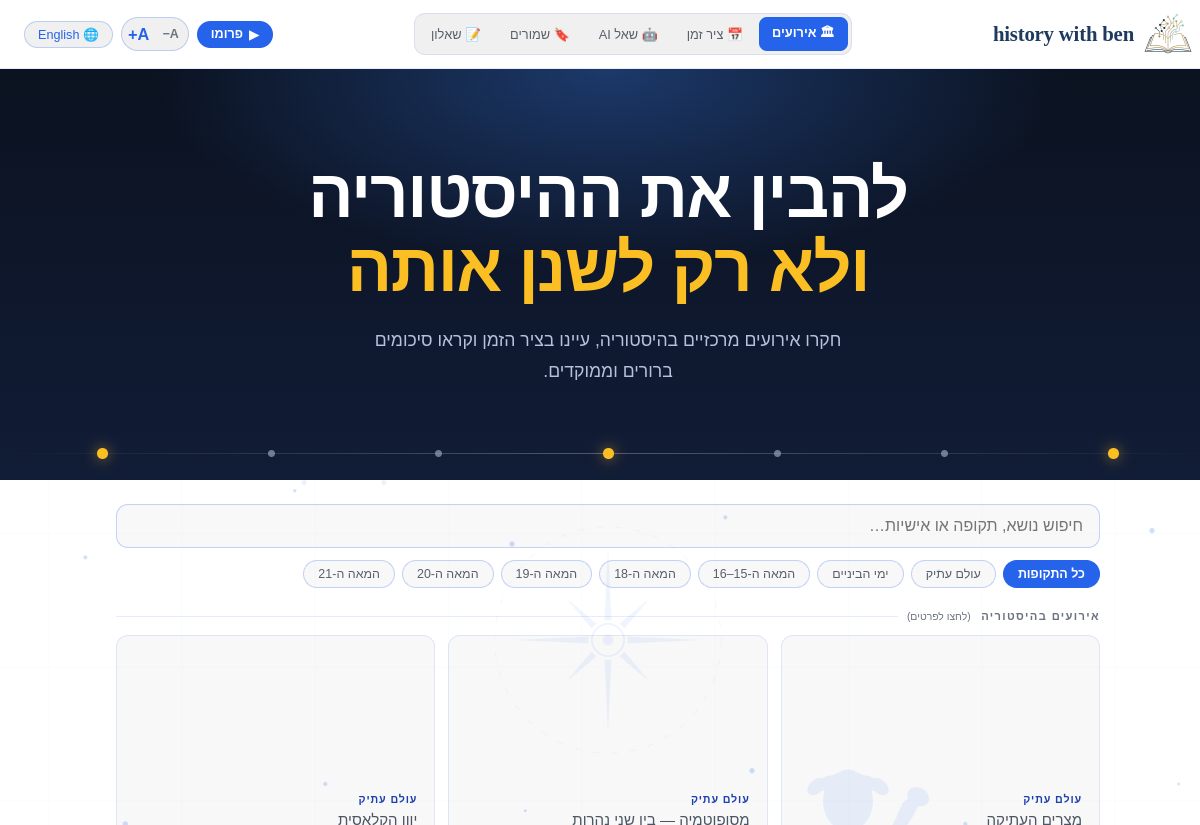 history with ben
🏛 אירועים
📅 ציר זמן
🤖 שאל AI
🔖 שמורים
📝 שאלון
▶ פרומו
A−
A+
🌐 English
להבין את ההיסטוריה
ולא רק לשנן אותה
חקרו אירועים מרכזיים בהיסטוריה, עיינו בציר הזמן וקראו סיכומים
ברורים וממוקדים.
חיפוש נושא, תקופה או אישיות...
כל התקופות
עולם עתיק
ימי הביניים
המאה ה-15–16
המאה ה-18
המאה ה-19
המאה ה-20
המאה ה-21
אירועים בהיסטוריה (לחצו לפרטים)
עולם עתיק
מצרים העתיקה
עולם עתיק
מסופוטמיה — בין שני נהרות
עולם עתיק
יוון הקלאסית